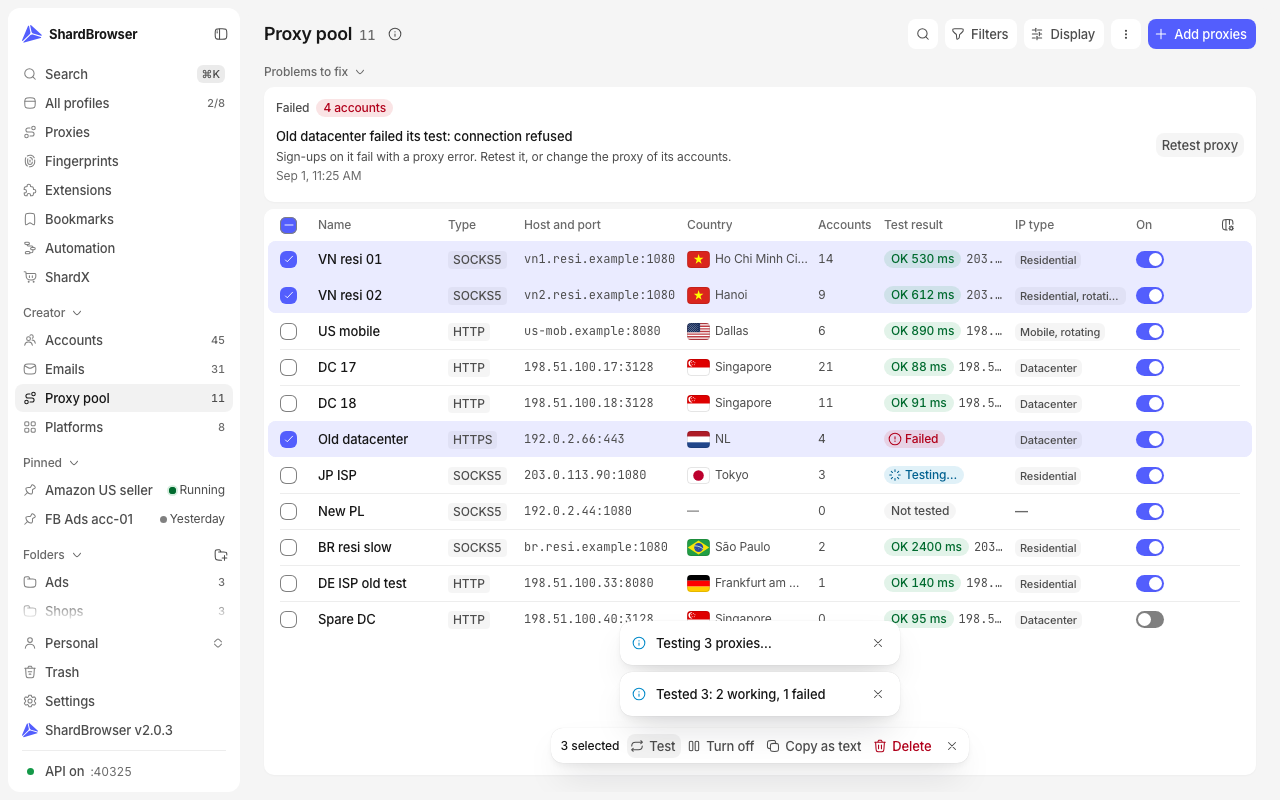 ShardBrowser
Search ⌘K
All profiles 2/8
Proxies
Fingerprints
Extensions
Bookmarks
Automation
ShardX
Creator
Accounts 45
Emails 31
Proxy pool 11
Platforms 8
Pinned
Amazon US seller Running
FB Ads acc-01 Yesterday
Folders
Ads 3
Shops 3
Personal
Trash
Settings
ShardBrowser v2.0.3
API on :40325
Proxy pool 11
Filters
Display
Add proxies
Problems to fix
Failed 4 accounts
Old datacenter failed its test: connection refused
Sign-ups on it fail with a proxy error. Retest it, or change the proxy of its accounts.
Sep 1, 11:25 AM
Retest proxy
Name Type Host and port Country Accounts Test result IP type On
VN resi 01 SOCKS5 vn1.resi.example:1080 Ho Chi Minh Ci... 14 OK 530 ms 203.... Residential
VN resi 02 SOCKS5 vn2.resi.example:1080 Hanoi 9 OK 612 ms 203.... Residential, rotati...
US mobile HTTP us-mob.example:8080 Dallas 6 OK 890 ms 198.... Mobile, rotating
DC 17 HTTP 198.51.100.17:3128 Singapore 21 OK 88 ms 198.5... Datacenter
DC 18 HTTP 198.51.100.18:3128 Singapore 11 OK 91 ms 198.5... Datacenter
Old datacenter HTTPS 192.0.2.66:443 NL 4 Failed Datacenter
JP ISP SOCKS5 203.0.113.90:1080 Tokyo 3 Testing... Residential
New PL SOCKS5 192.0.2.44:1080 — 0 Not tested —
BR resi slow SOCKS5 br.resi.example:1080 São Paulo 2 OK 2400 ms 203... Residential
DE ISP old test HTTP 198.51.100.33:8080 Frankfurt am ... 1 OK 140 ms 198.... Residential
Spare DC HTTP 198.51.100.40:3128 Singapore 0 OK 95 ms 198.5... Datacenter
Testing 3 proxies...
Tested 3: 2 working, 1 failed
3 selected Test Turn off Copy as text Delete